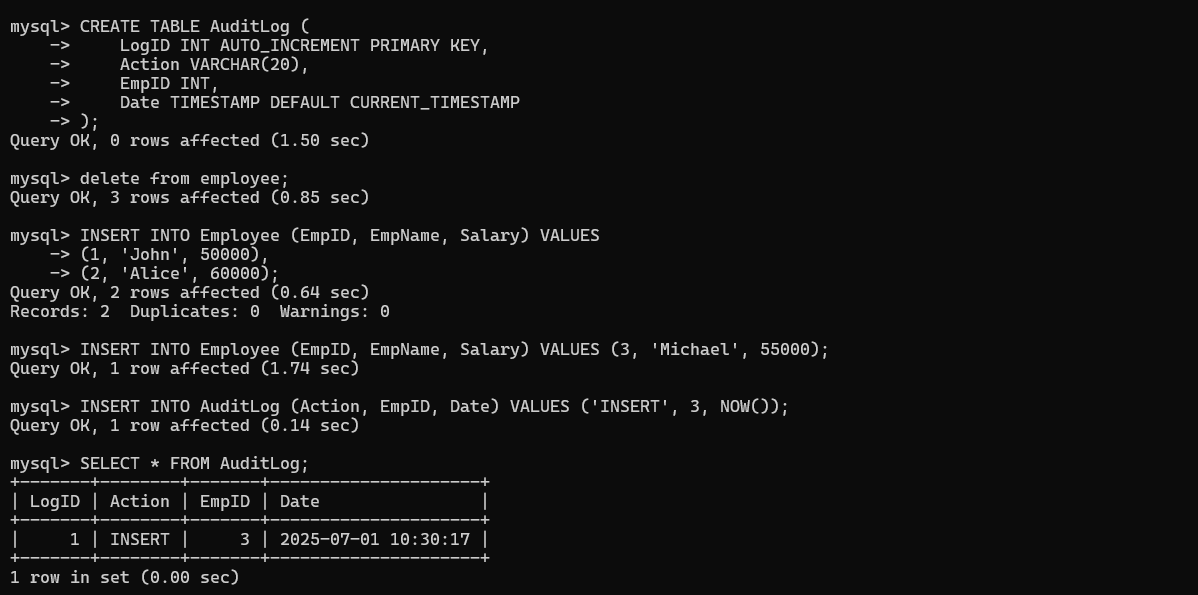 mysql> CREATE TABLE AuditLog (
    ->     LogID INT AUTO_INCREMENT PRIMARY KEY,
    ->     Action VARCHAR(20),
    ->     EmpID INT,
    ->     Date TIMESTAMP DEFAULT CURRENT_TIMESTAMP
    -> );
Query OK, 0 rows affected (1.50 sec)

mysql> delete from employee;
Query OK, 3 rows affected (0.85 sec)

mysql> INSERT INTO Employee (EmpID, EmpName, Salary) VALUES
    -> (1, 'John', 50000),
    -> (2, 'Alice', 60000);
Query OK, 2 rows affected (0.64 sec)
Records: 2  Duplicates: 0  Warnings: 0

mysql> INSERT INTO Employee (EmpID, EmpName, Salary) VALUES (3, 'Michael', 55000);
Query OK, 1 row affected (1.74 sec)

mysql> INSERT INTO AuditLog (Action, EmpID, Date) VALUES ('INSERT', 3, NOW());
Query OK, 1 row affected (0.14 sec)

mysql> SELECT * FROM AuditLog;
+-------+--------+-------+---------------------+
| LogID | Action | EmpID | Date                |
+-------+--------+-------+---------------------+
|     1 | INSERT |     3 | 2025-07-01 10:30:17 |
+-------+--------+-------+---------------------+
1 row in set (0.00 sec)